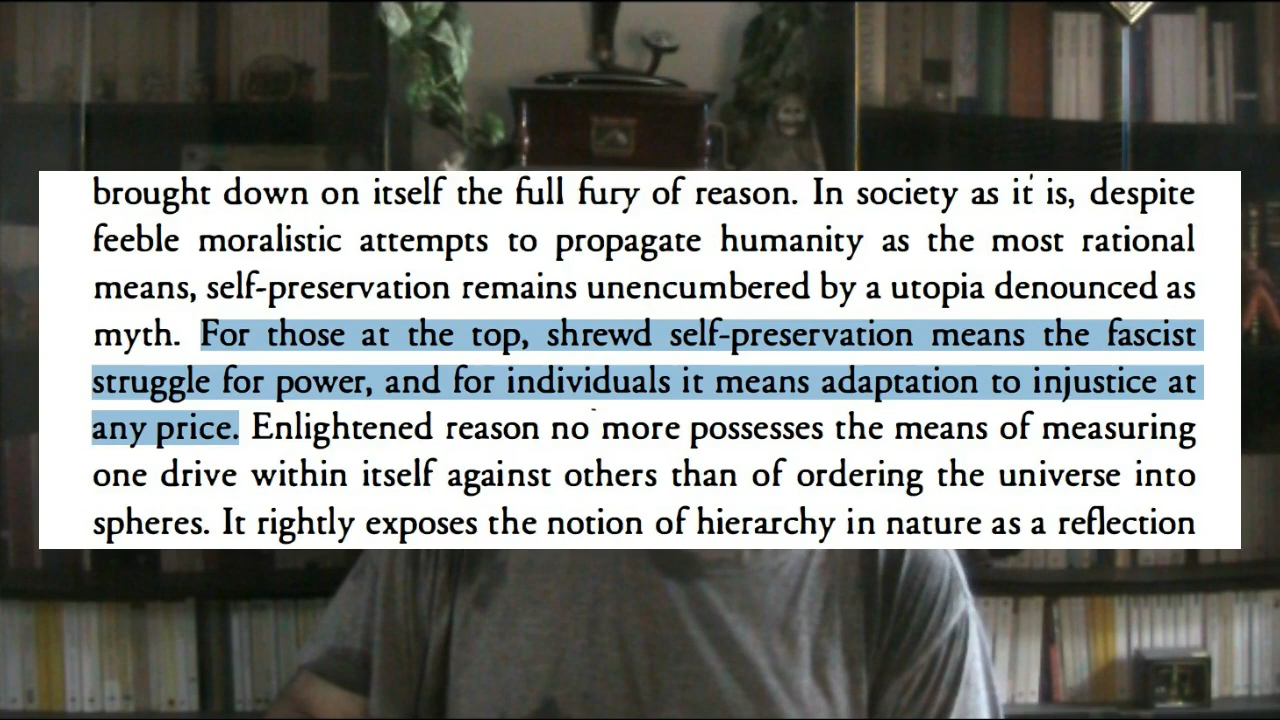 brought down on itself the full fury of reason. In society as it is, despite
feeble moralistic attempts to propagate humanity as the most rational
means, self-preservation remains unencumbered by a utopia denounced as
myth. For those at the top, shrewd self-preservation means the fascist
struggle for power, and for individuals it means adaptation to injustice at
any price. Enlightened reason no more possesses the means of measuring
one drive within itself against others than of ordering the universe into
spheres. It rightly exposes the notion of hierarchy in nature as a reflection